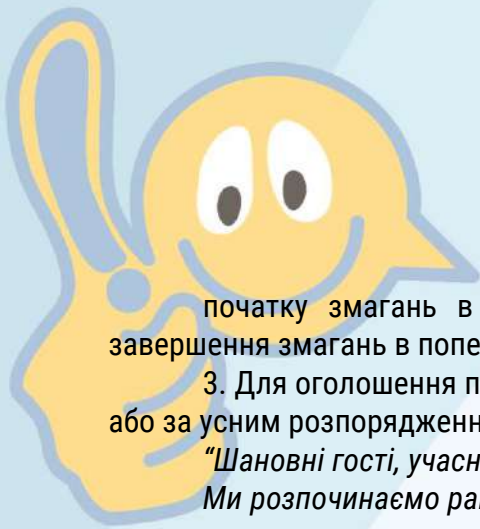 початку змагань в
завершення змагань в попе
3. Для оголошення п
або за усним розпорядженн
“Шановні гості, учасн
Ми розпочинаємо ра